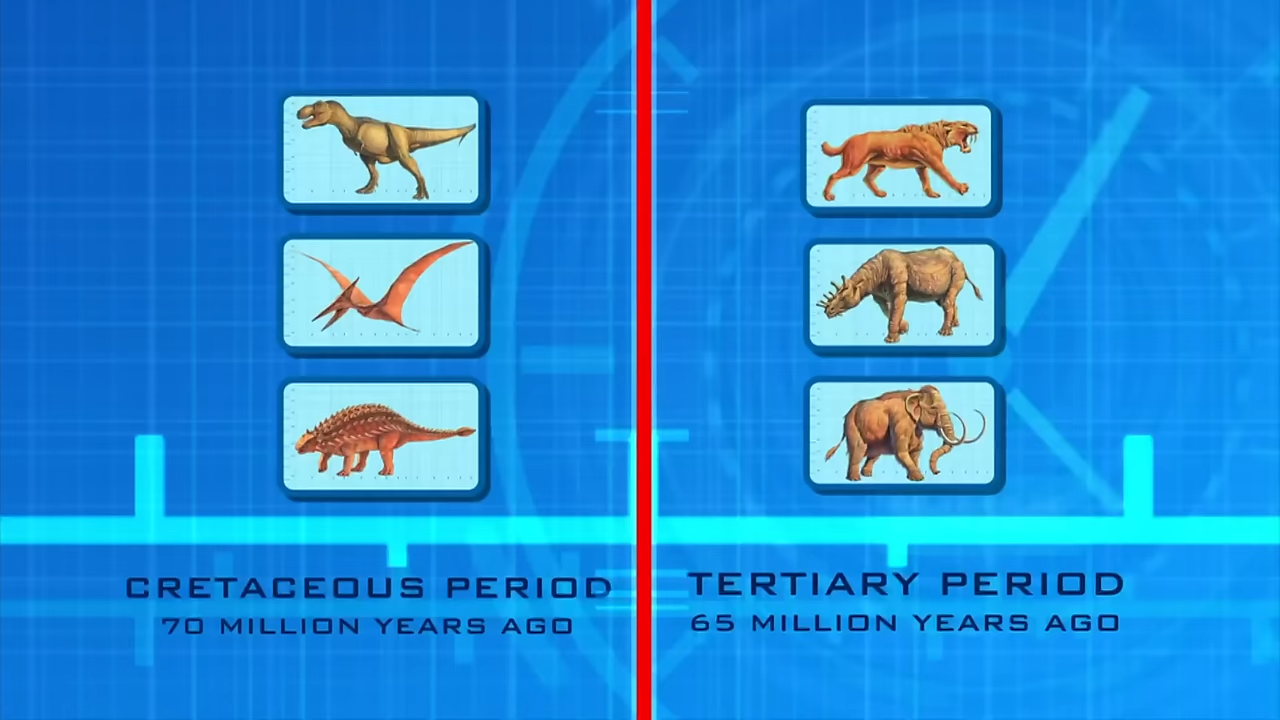 CRETACEOUS PERIOD
70 MILLION YEARS AGO
TERTIARY PERIOD
65 MILLION YEARS AGO